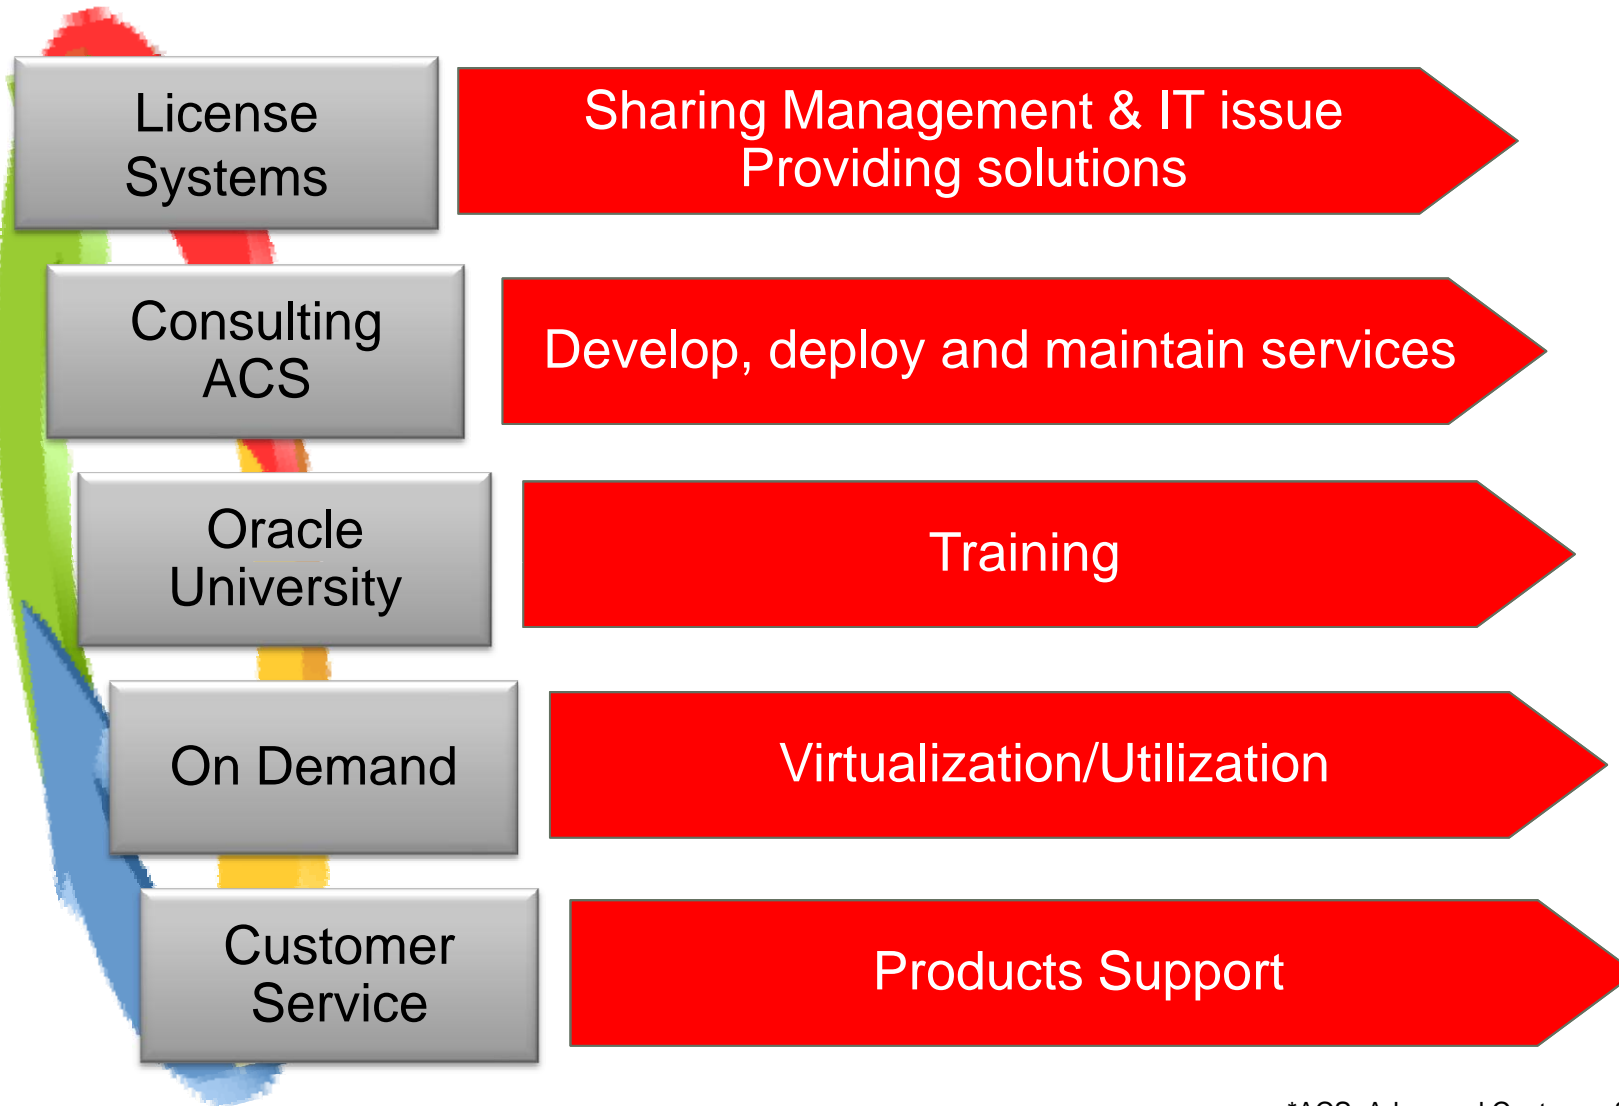 License
Systems
Sharing Management & IT issue
Providing solutions
Consulting
ACS
Develop, deploy and maintain services
Oracle
University
Training
On Demand
Virtualization/Utilization
Customer
Service
Products Support